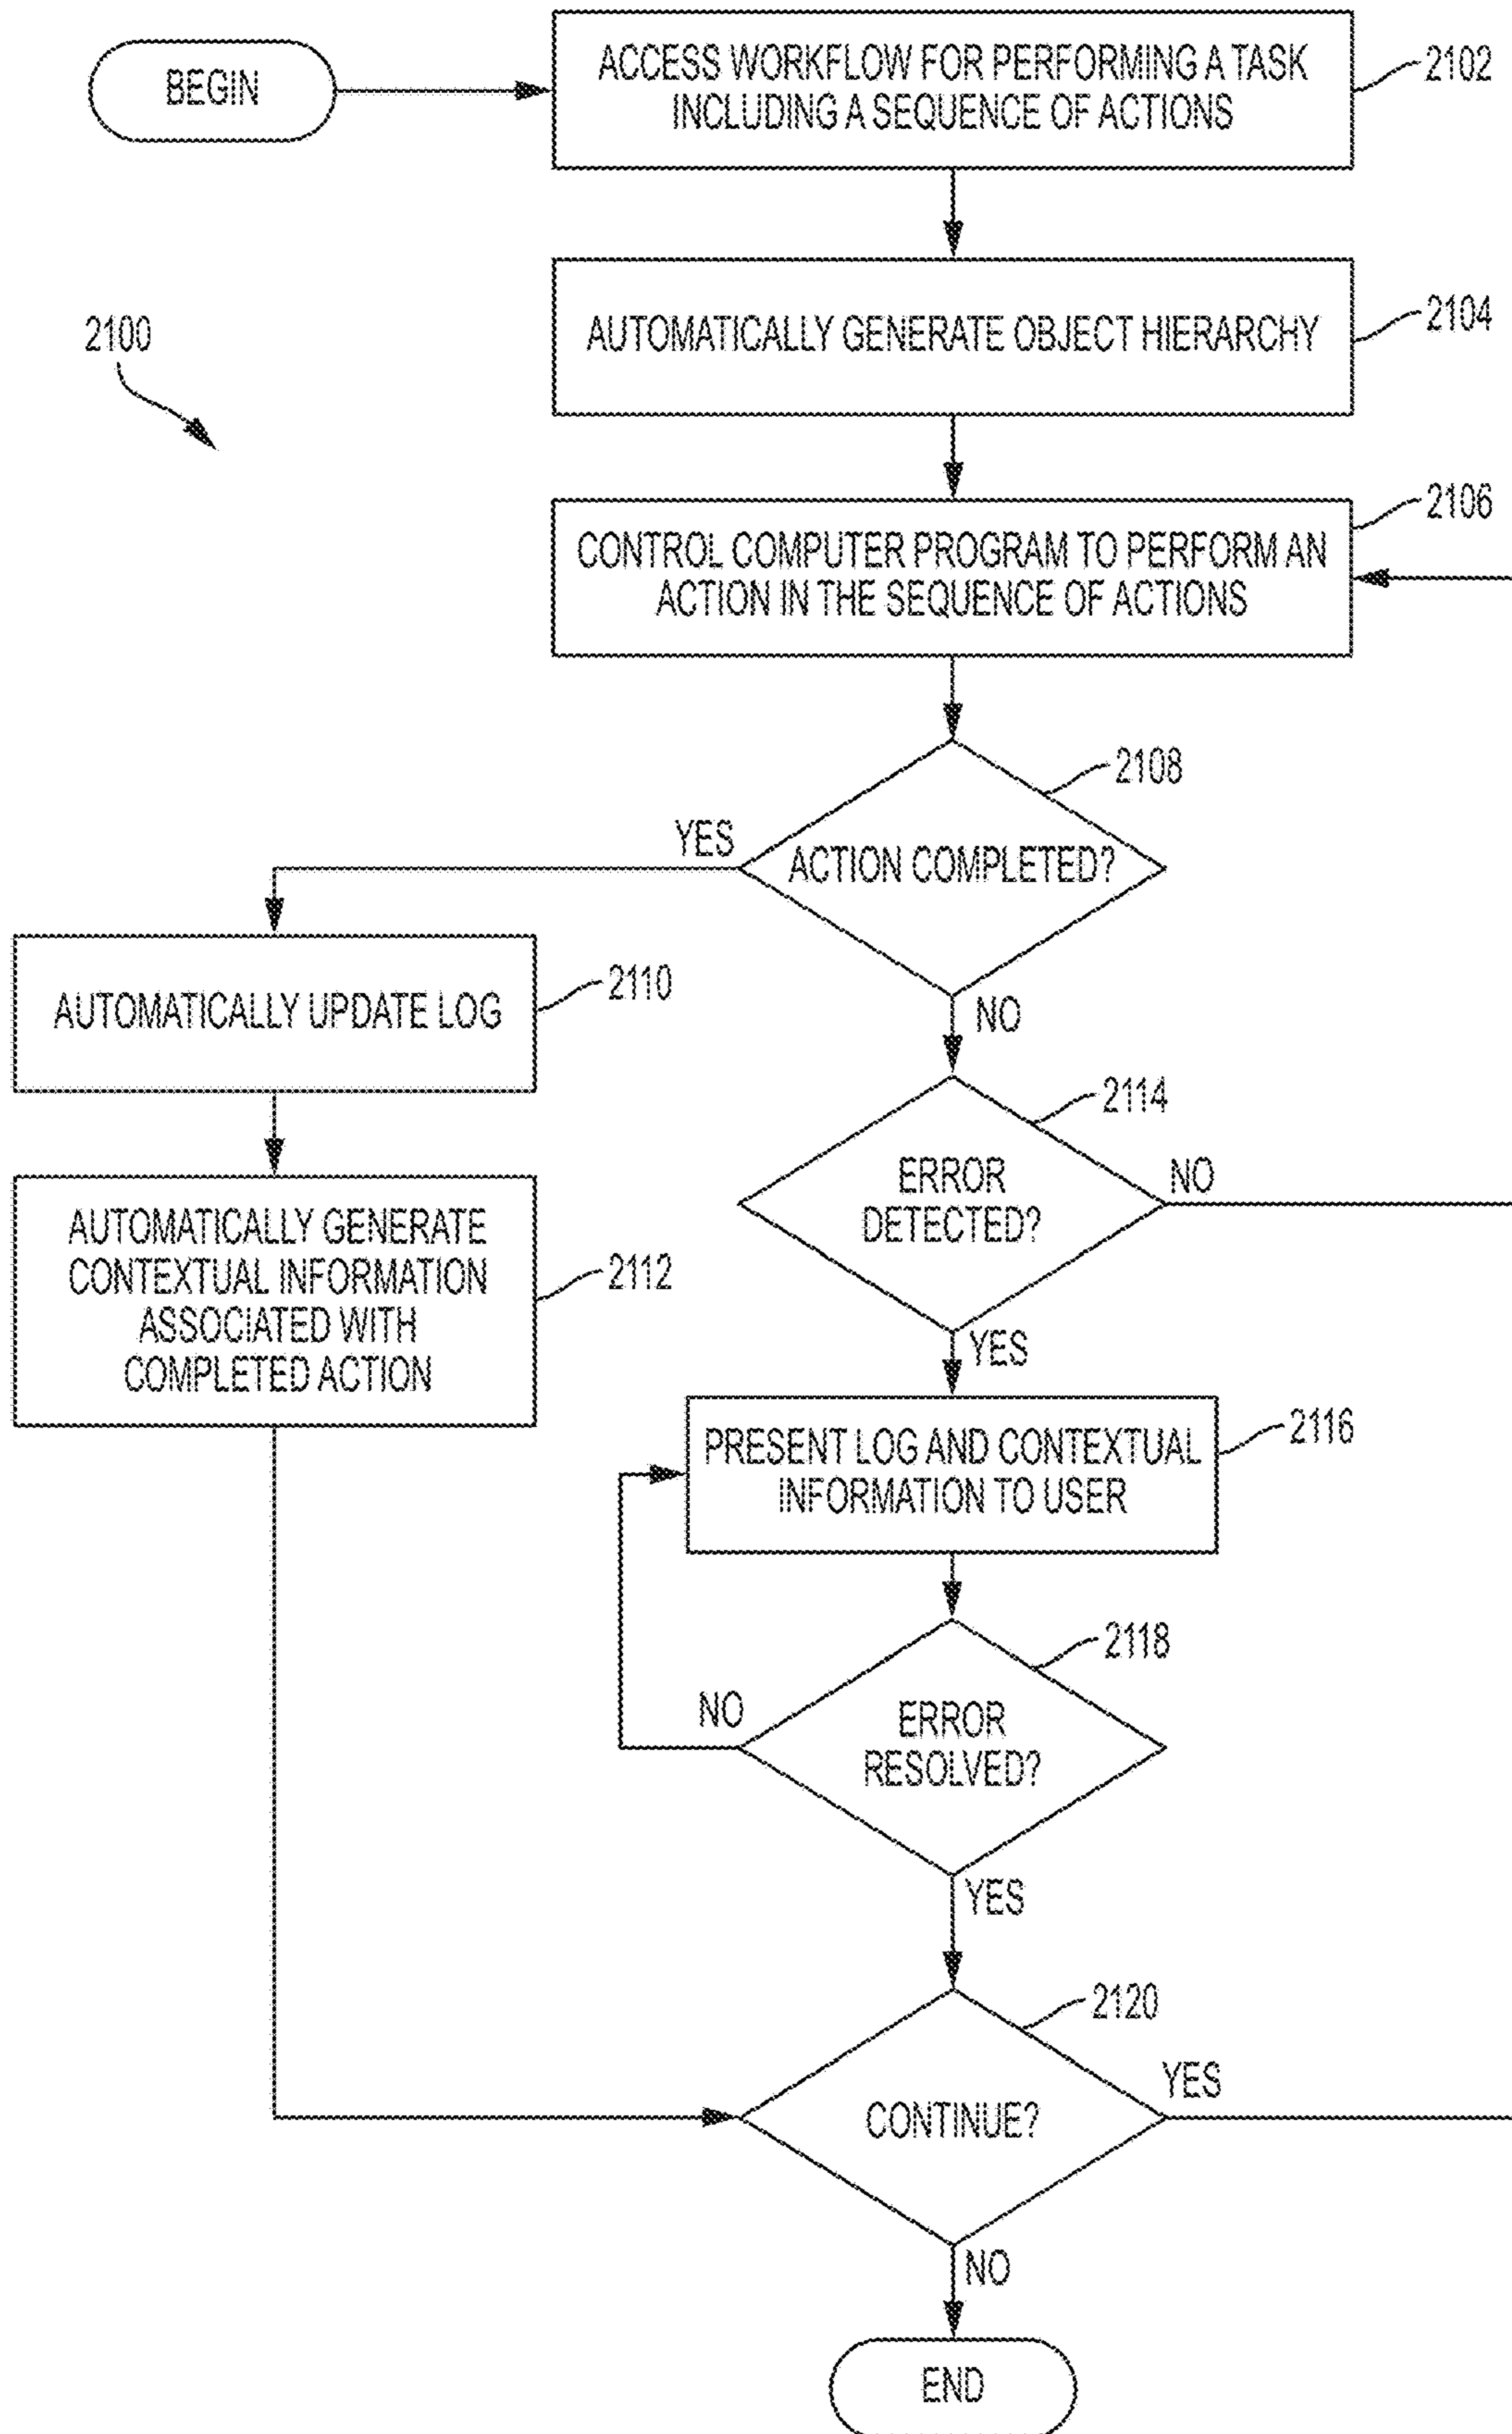 BEGIN
ACCESS WORKFLOW FOR PERFORMING A TASK
INCLUDING A SEQUENCE OF ACTIONS
2102
AUTOMATICALLY GENERATE OBJECT HIERARCHY
2104
2100
CONTROL COMPUTER PROGRAM TO PERFORM AN
ACTION IN THE SEQUENCE OF ACTIONS
2106
ACTION COMPLETED?
2108
YES
NO
AUTOMATICALLY UPDATE LOG
2110
AUTOMATICALLY GENERATE
CONTEXTUAL INFORMATION
ASSOCIATED WITH
COMPLETED ACTION
2112
ERROR
DETECTED?
2114
NO
YES
PRESENT LOG AND CONTEXTUAL
INFORMATION TO USER
2116
ERROR
RESOLVED?
2118
NO
YES
CONTINUE?
2120
YES
NO
END